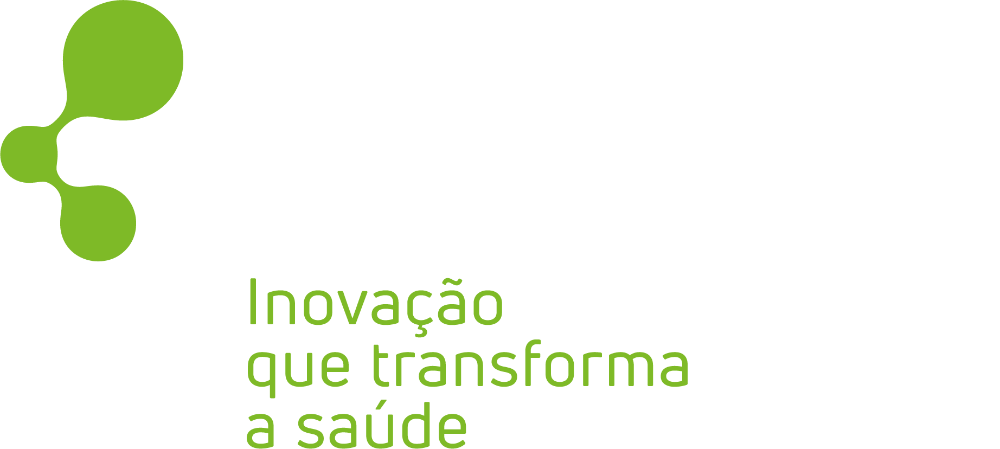 Inovação
que transforma
a saúde